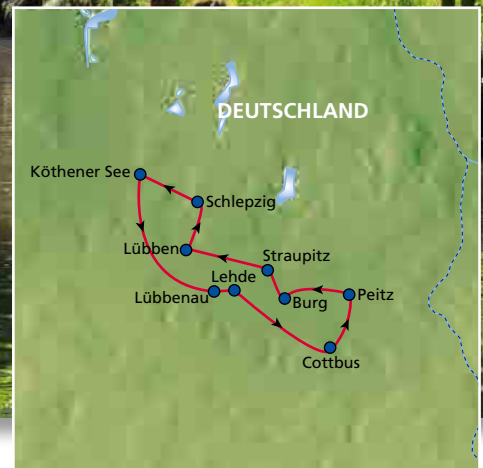 DEUTSCHLAND
Köthener See
Schlepzig
Lübben
Straupitz
Lehde
Lübbenau
Burg
Peitz
Cottbus